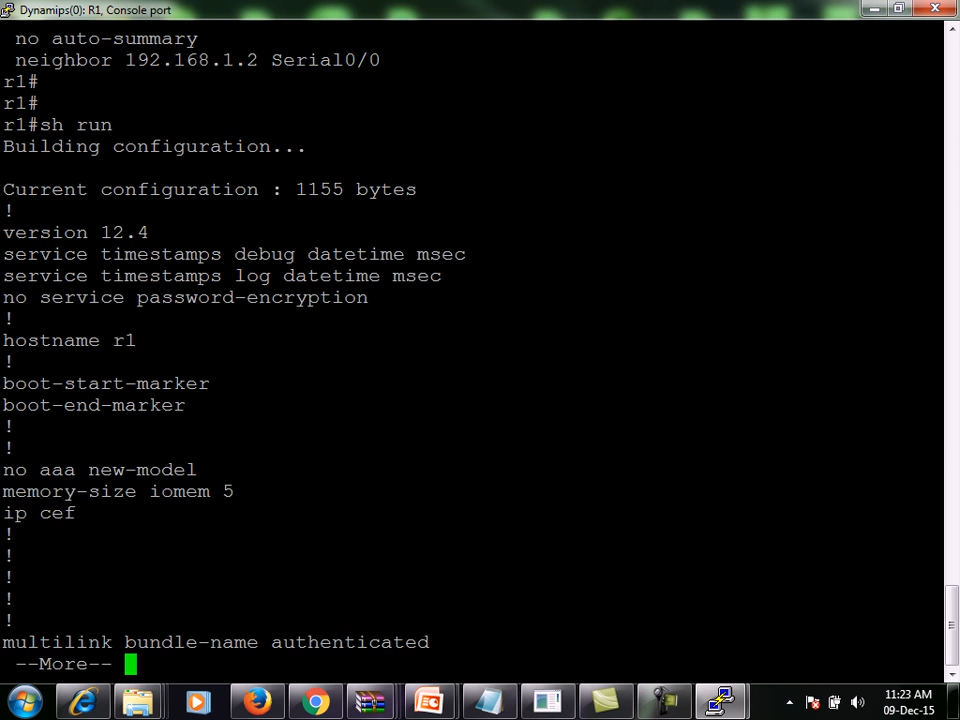 Dynamips(0): R1, Console port
no auto-summary
neighbor 192.168.1.2 Serial0/0
r1#
r1#
r1#sh run
Building configuration...
Current configuration : 1155 bytes
!
version 12.4
service timestamps debug datetime msec
service timestamps log datetime msec
no service password-encryption
!
hostname r1
!
boot-start-marker
boot-end-marker
!
!
no aaa new-model
memory-size iomem 5
ip cef
!
!
!
!
!
multilink bundle-name authenticated
--More--
11:23 AM
09-Dec-15